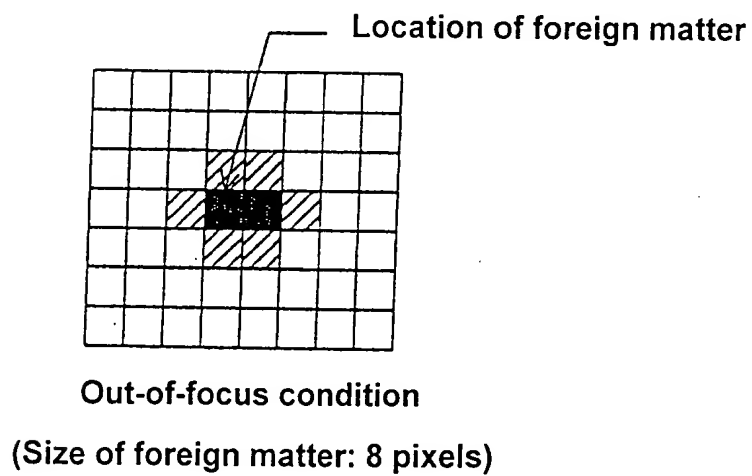 Location of foreign matter
Out-of-focus condition
(Size of foreign matter: 8 pixels)